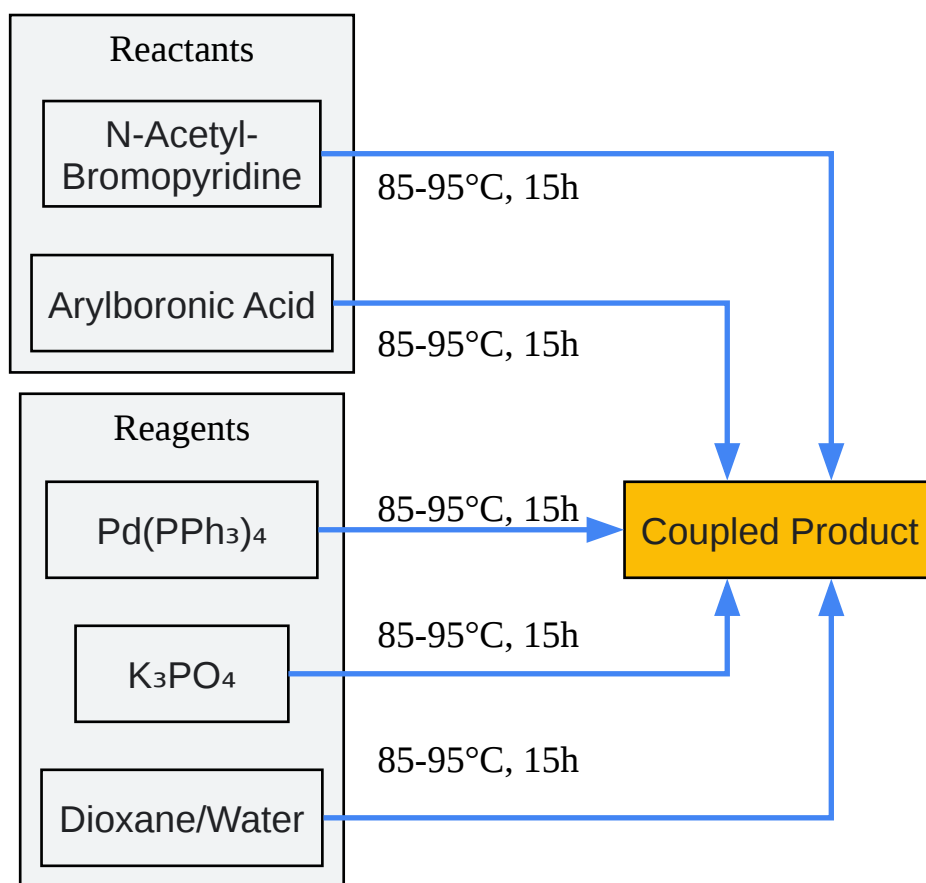 Reactants
N-Acetyl-
Bromopyridine
85-95°C, 15h
Arylboronic Acid
85-95°C, 15h
Reagents
Pd(PPh₃)₄
85-95°C, 15h
Coupled Product
K₃PO₄
85-95°C, 15h
Dioxane/Water
85-95°C, 15h